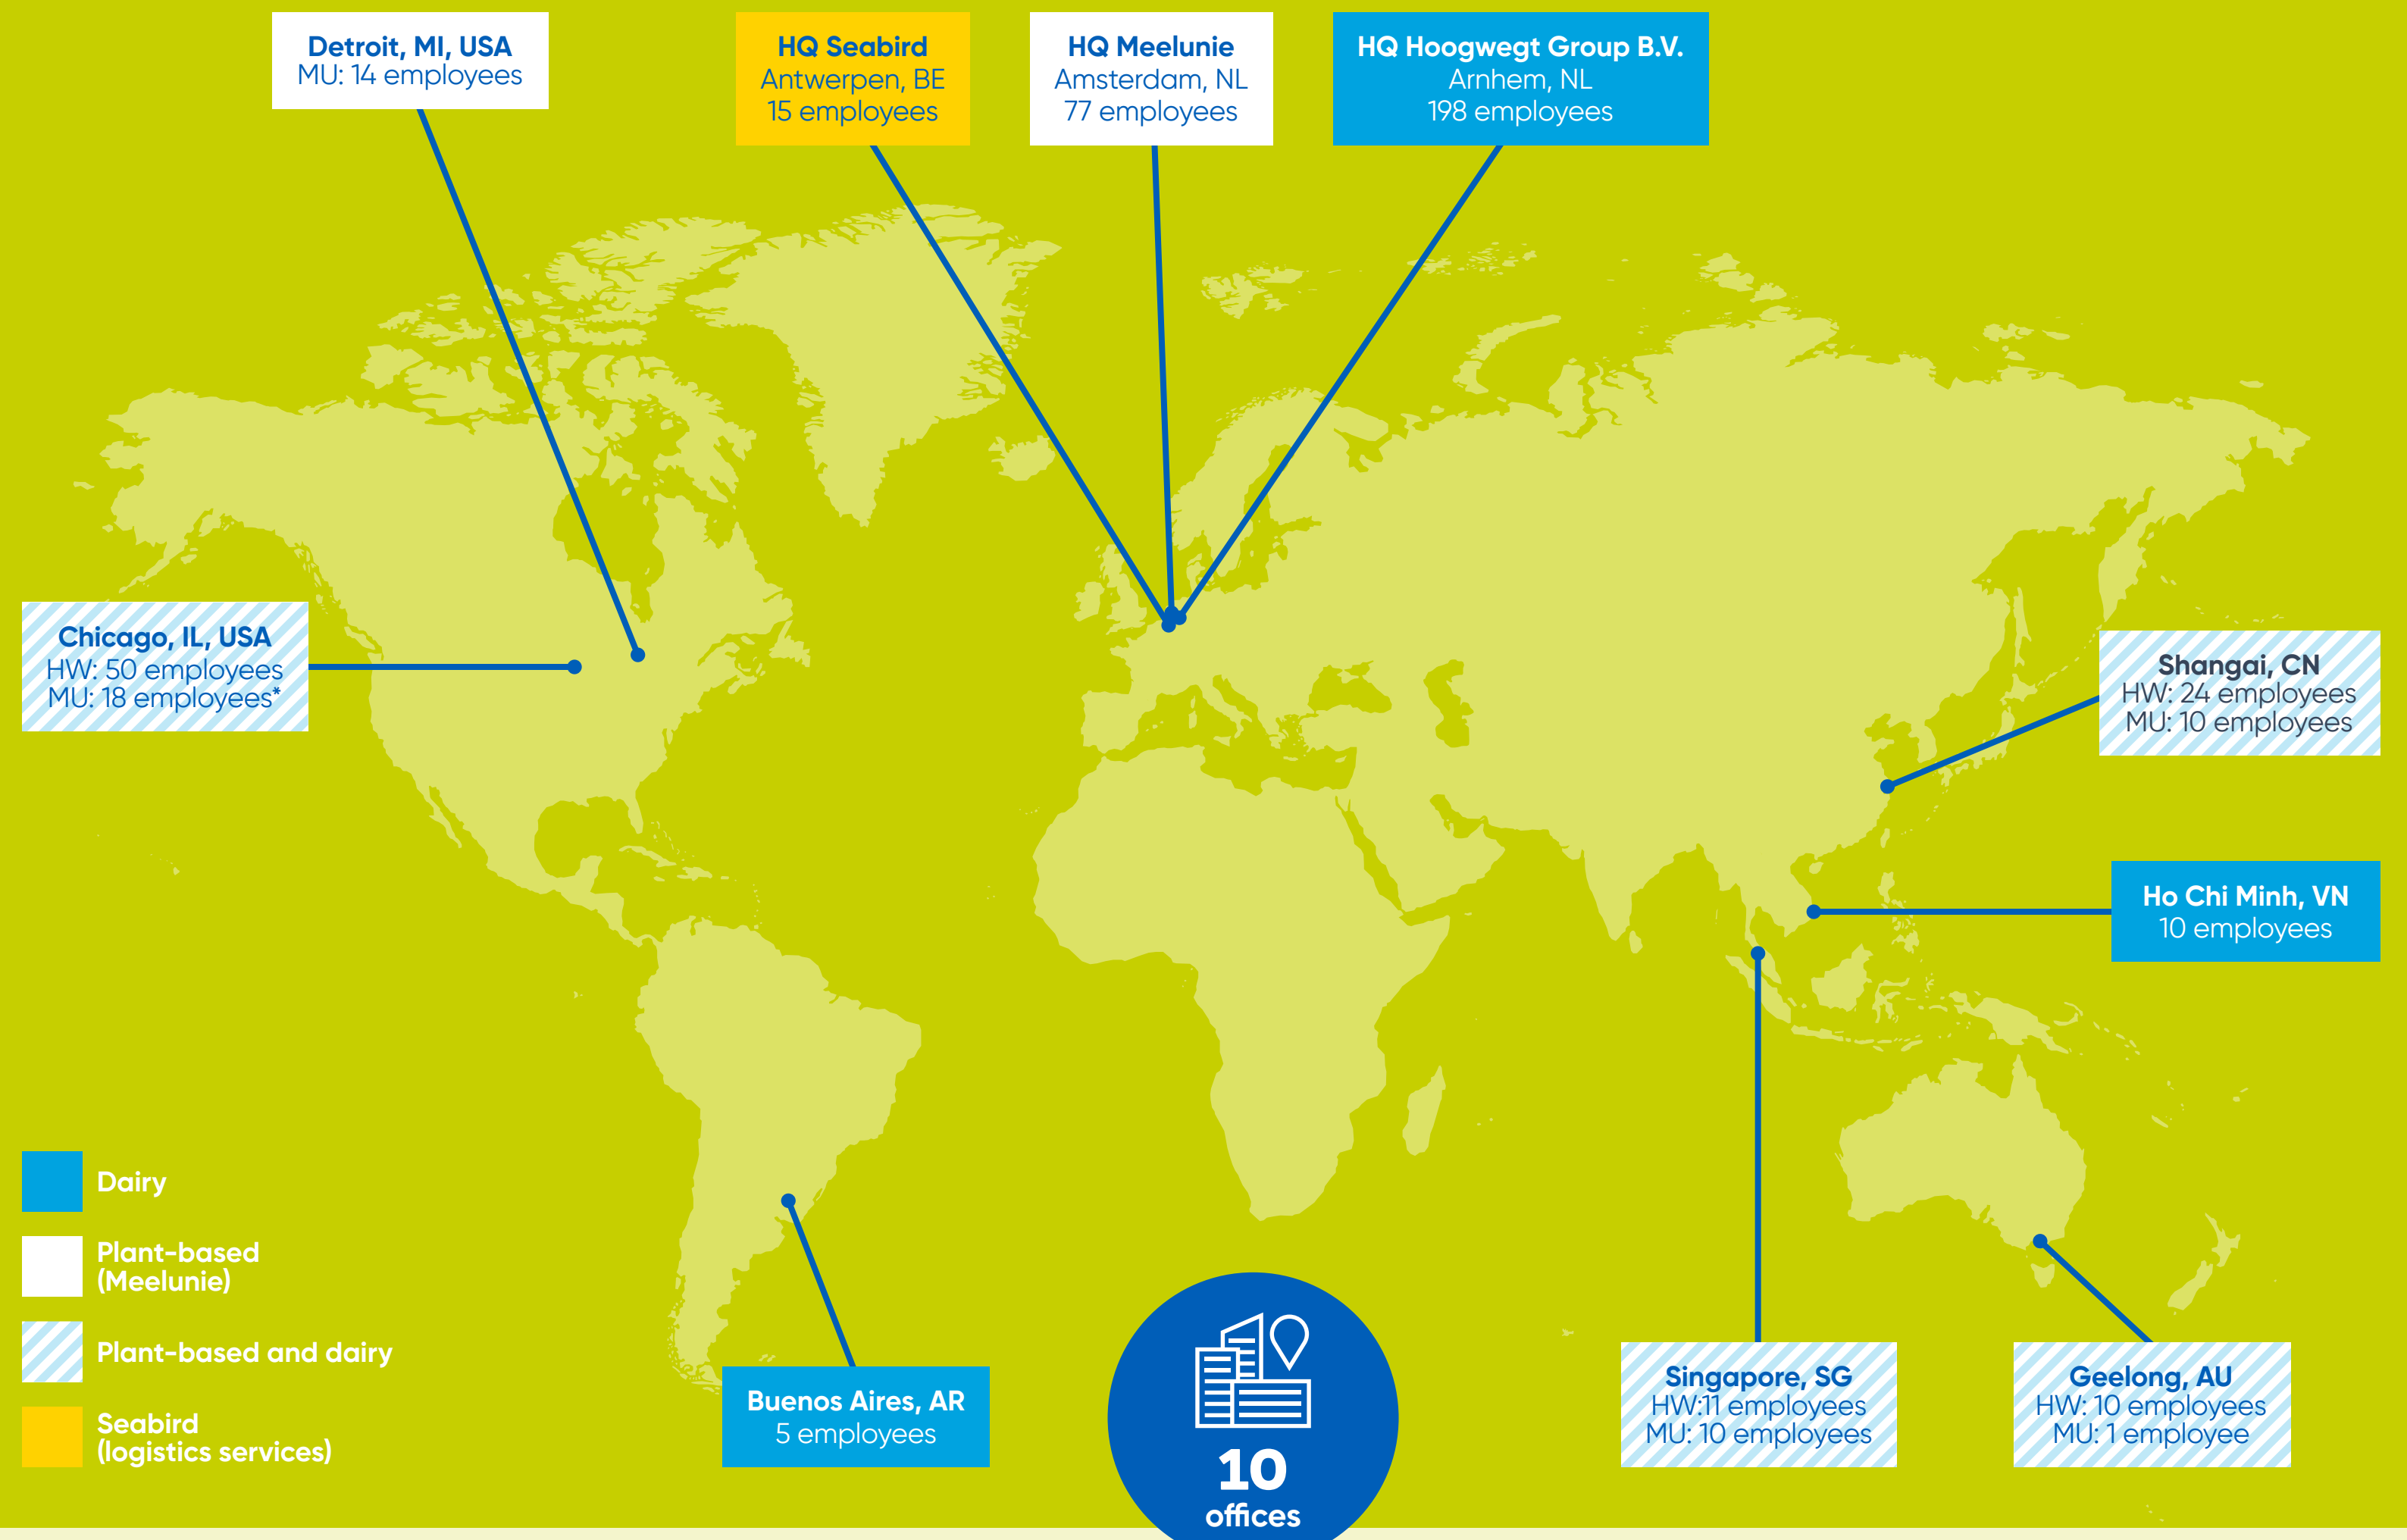 Detroit, MI, USA
MU: 14 employees
HQ Seabird
Antwerpen, BE
15 employees
HQ Meelunie
Amsterdam, NL
77 employees
HQ Hoogwegt Group B.V.
Arnhem, NL
198 employees
Chicago, IL, USA
HW: 50 employees
MU: 18 employees*
Shangai, CN
HW: 24 employees
MU: 10 employees
Ho Chi Minh, VN
10 employees
Dairy
Plant-based
(Meelunie)
Plant-based and dairy
Seabird
(logistics services)
Buenos Aires, AR
5 employees
10
offices
Singapore, SG
HW:11 employees
MU: 10 employees
Geelong, AU
HW: 10 employees
MU: 1 employee